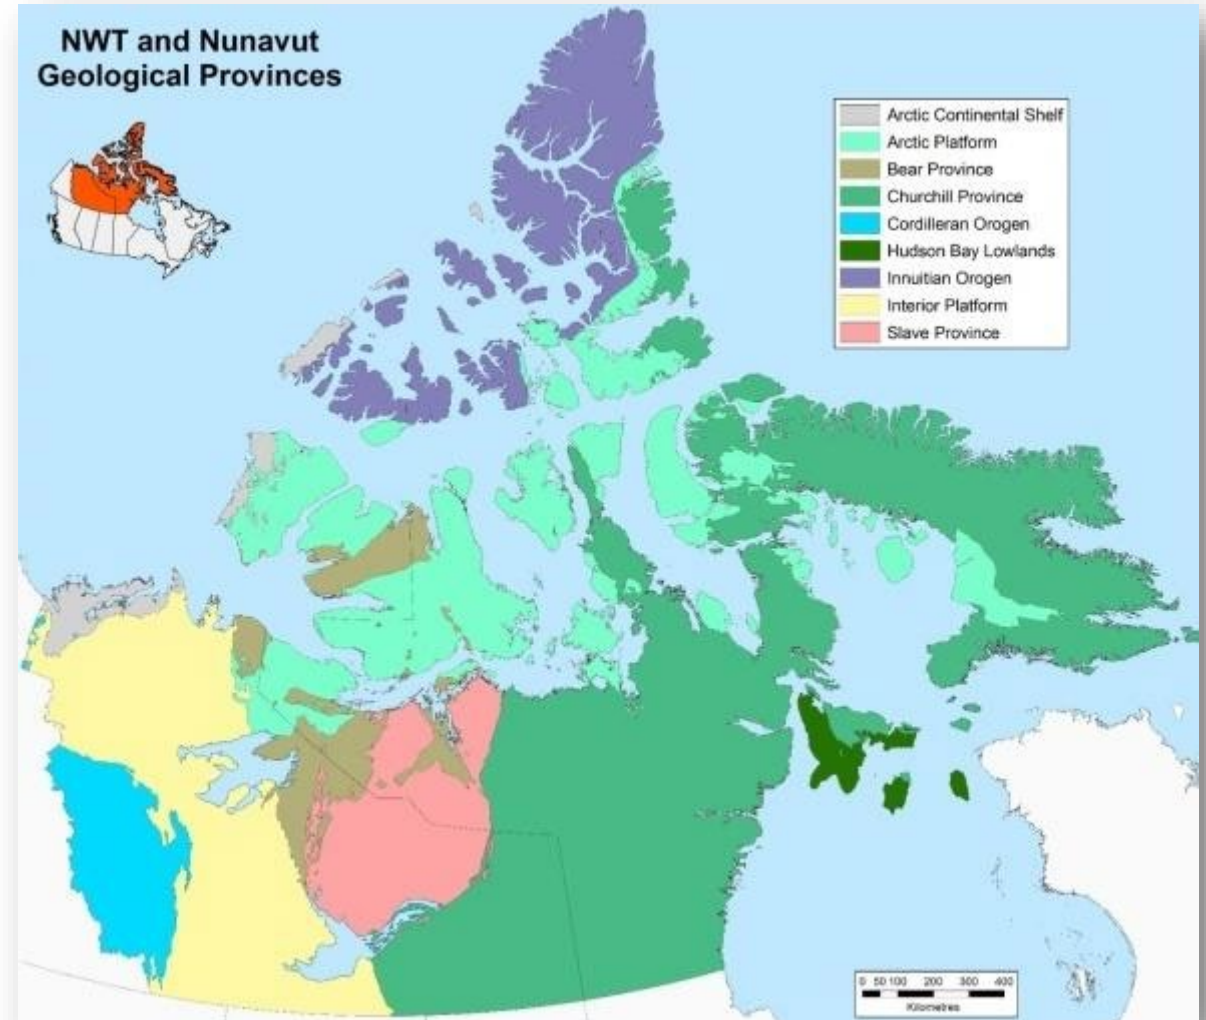 NWT and Nunavut
Geological Provinces
Arctic Continental Shelf
Arctic Platform
Bear Province
Churchill Province
Cordilleran Orogen
Hudson Bay Lowlands
Innuitian Orogen
Interior Platform
Slave Province
0 50 100 200 300 400
Kilometres